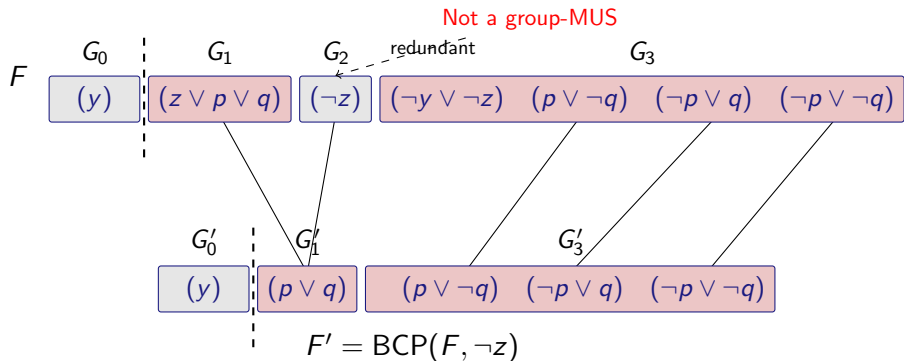 Not a group-MUS
G₀ G₁ G₂ redundant G₃
F (y) (z ∨ p ∨ q) (¬z) (¬y ∨ ¬z) (p ∨ ¬q) (¬p ∨ q) (¬p ∨ ¬q)
G′₀ G′₁ G′₃
(y) (p ∨ q) (p ∨ ¬q) (¬p ∨ q) (¬p ∨ ¬q)
F′ = BCP(F, ¬z)